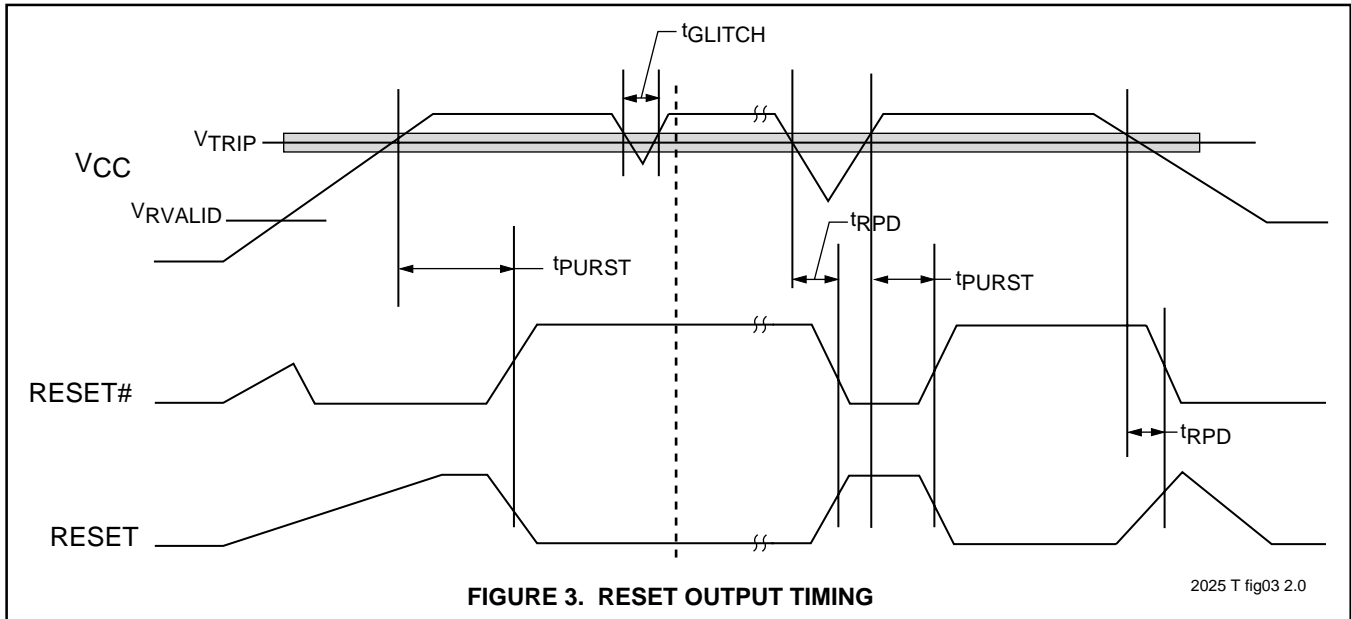 tGLITCH
VTRIP
VCC
VRVALID
tRPD
tPURST
tPURST
RESET#
tRPD
RESET
FIGURE 3. RESET OUTPUT TIMING
2025 T fig03 2.0